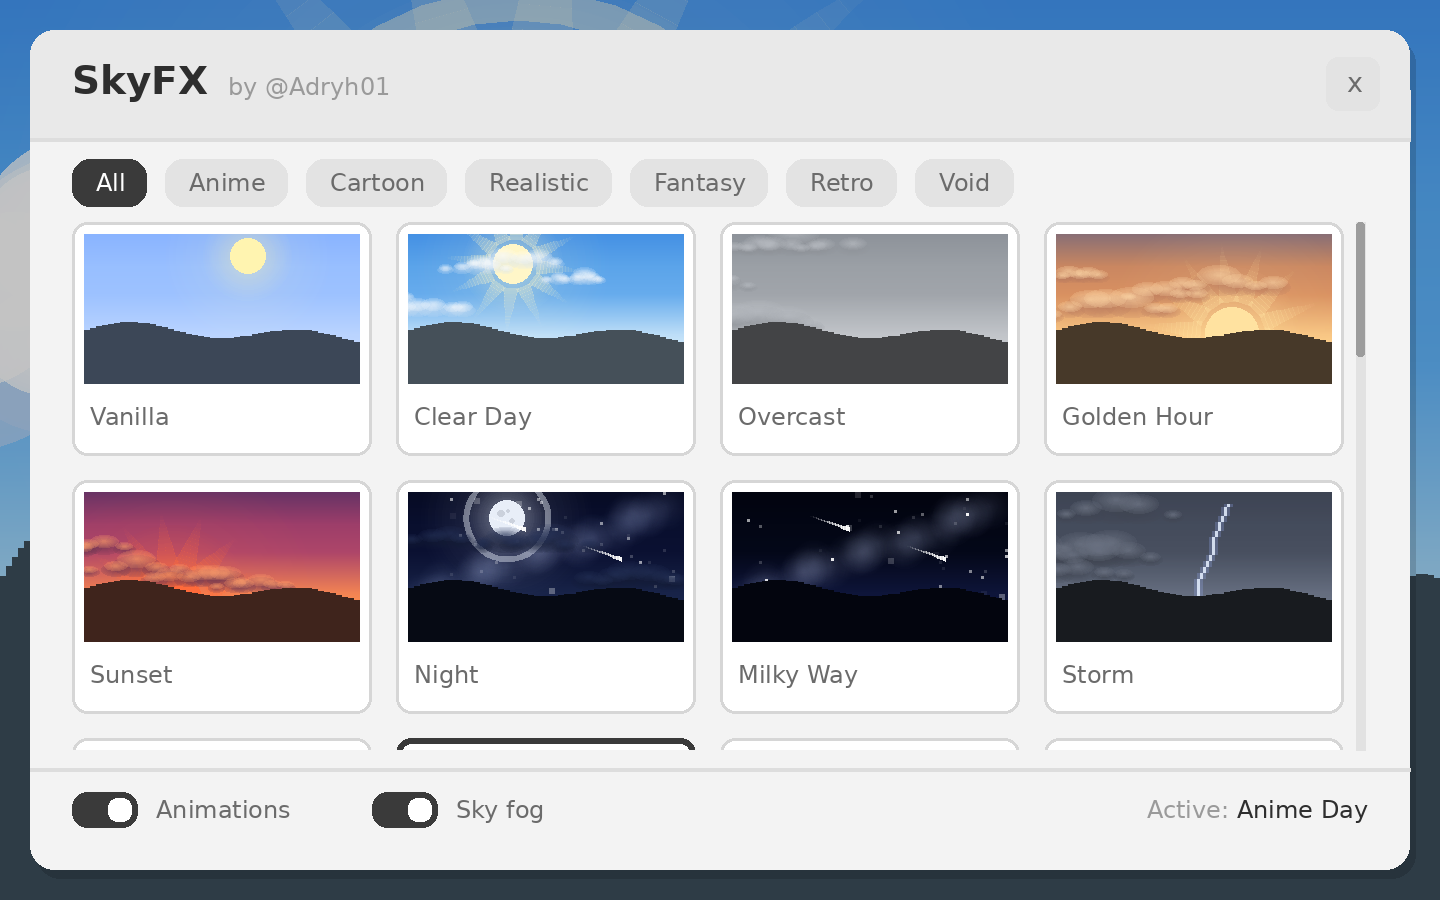 SkyFX by @Adryh01
x
All Anime Cartoon Realistic Fantasy Retro Void
Vanilla Clear Day Overcast Golden Hour
Sunset Night Milky Way Storm
Animations Sky fog Active: Anime Day